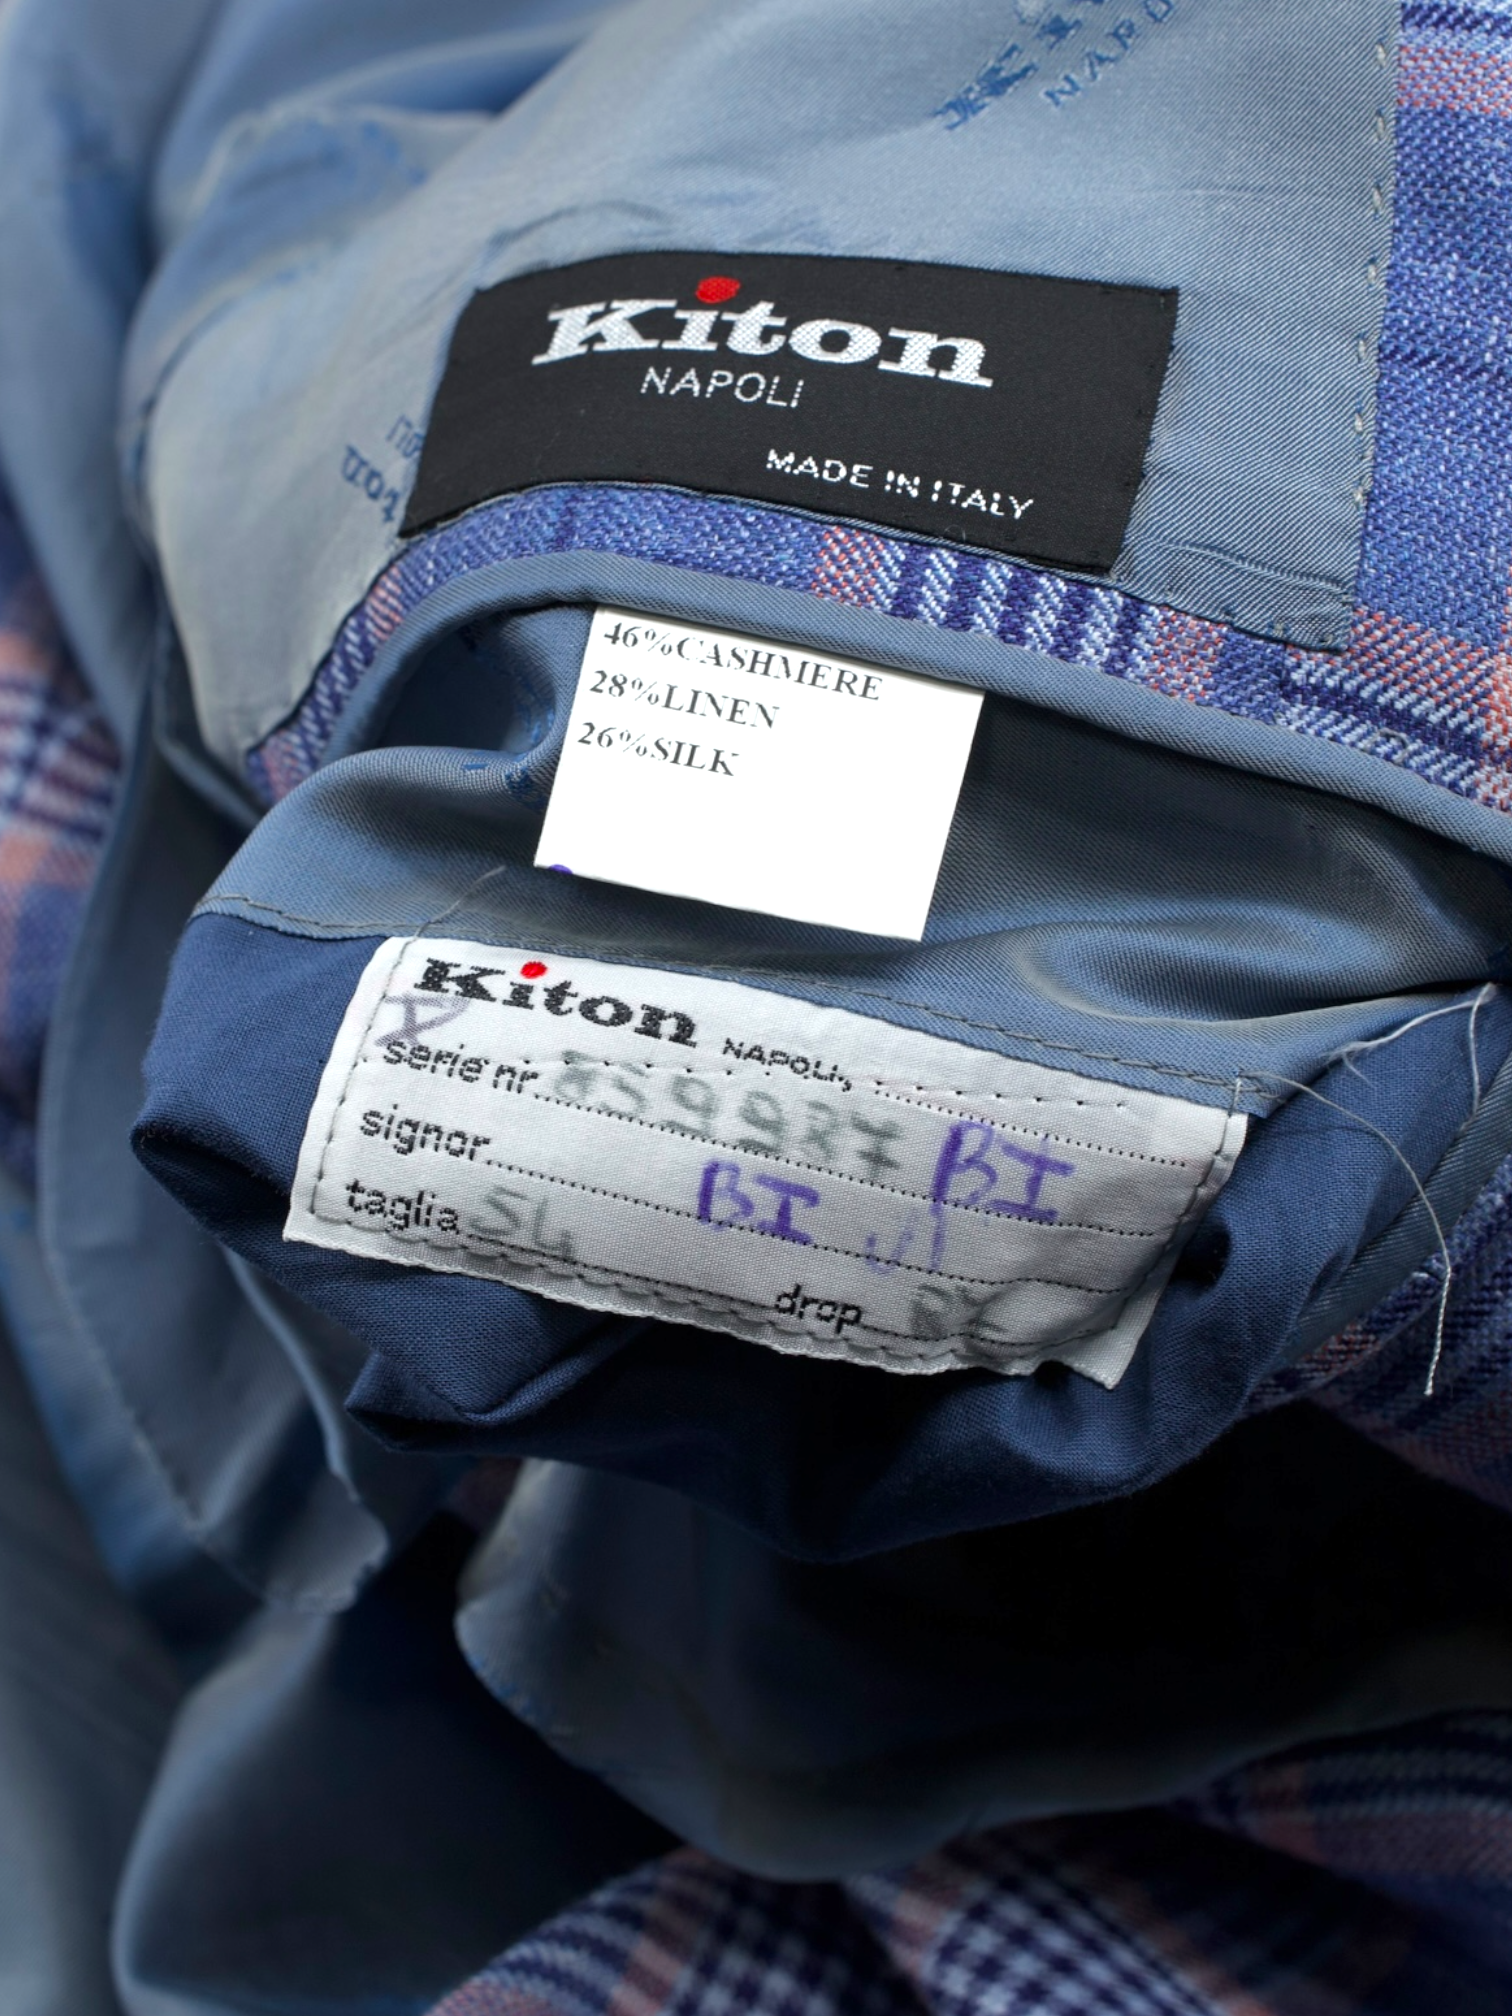 NAPO
Kiton
NAPOLI
MADE IN ITALY
46%CASHMERE
28%LINEN
26%SILK
Kiton NAPOLI,
serie nr.
signor BI
taglia 54 BI
drop